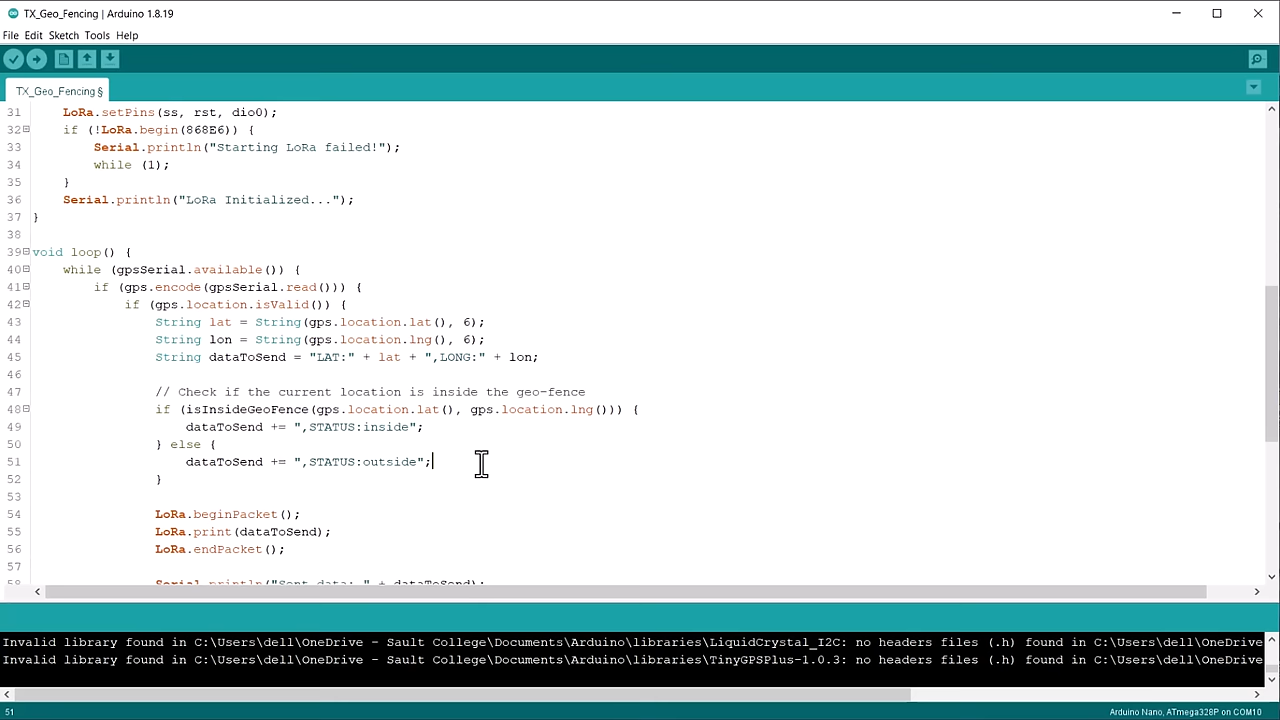 TX_Geo_Fencing | Arduino 1.8.19
File Edit Sketch Tools Help
TX_Geo_Fencing §
31 LoRa.setPins(ss, rst, dio0);
32 if (!LoRa.begin(868E6)) {
33 Serial.println("Starting LoRa failed!");
34 while (1);
35 }
36 Serial.println("LoRa Initialized...");
37 }
38
39 void loop() {
40 while (gpsSerial.available()) {
41 if (gps.encode(gpsSerial.read())) {
42 if (gps.location.isValid()) {
43 String lat = String(gps.location.lat(), 6);
44 String lon = String(gps.location.lng(), 6);
45 String dataToSend = "LAT:" + lat + ",LONG:" + lon;
46
47 // Check if the current location is inside the geo-fence
48 if (isInsideGeoFence(gps.location.lat(), gps.location.lng())) {
49 dataToSend += ",STATUS:inside";
50 } else {
51 dataToSend += ",STATUS:outside";
52 }
53
54 LoRa.beginPacket();
55 LoRa.print(dataToSend);
56 LoRa.endPacket();
57
58 Serial.println("Sent data: " + dataToSend);
Invalid library found in C:\Users\dell\OneDrive - Sault College\Documents\Arduino\libraries\LiquidCrystal_I2C: no headers files (.h) found in C:\Users\dell\OneDrive
Invalid library found in C:\Users\dell\OneDrive - Sault College\Documents\Arduino\libraries\TinyGPSPlus-1.0.3: no headers files (.h) found in C:\Users\dell\OneDrive
51 Arduino Nano, ATmega328P on COM10